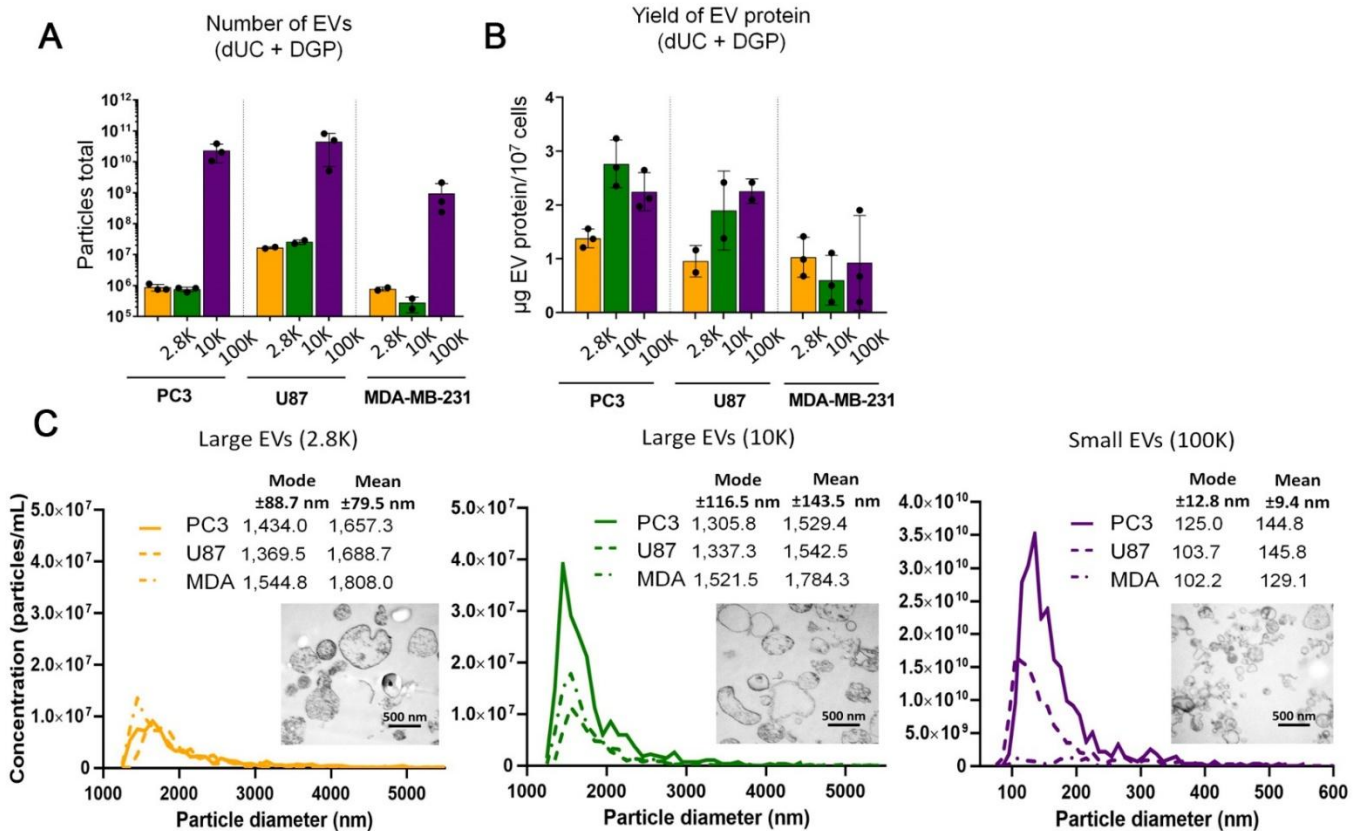 A
Number of EVs
(dUC + DGP)
Particles total
10^12
10^11
10^10
10^9
10^8
10^7
10^6
10^5
2.8K 10K 100K 2.8K 10K 100K 2.8K 10K 100K
PC3 U87 MDA-MB-231
B
Yield of EV protein
(dUC + DGP)
µg EV protein/10^7 cells
4
3
2
1
0
2.8K 10K 100K 2.8K 10K 100K 2.8K 10K 100K
PC3 U87 MDA-MB-231
C
Large EVs (2.8K)
Concentration (particles/mL)
5.0×10^7
4.0×10^7
3.0×10^7
2.0×10^7
1.0×10^7
0
Mode Mean
±88.7 nm ±79.5 nm
PC3 1,434.0 1,657.3
U87 1,369.5 1,688.7
MDA 1,544.8 1,808.0
500 nm
1000 2000 3000 4000 5000
Particle diameter (nm)
Large EVs (10K)
5.0×10^7
4.0×10^7
3.0×10^7
2.0×10^7
1.0×10^7
0
Mode Mean
±116.5 nm ±143.5 nm
PC3 1,305.8 1,529.4
U87 1,337.3 1,542.5
MDA 1,521.5 1,784.3
500 nm
1000 2000 3000 4000 5000
Particle diameter (nm)
Small EVs (100K)
4.0×10^10
3.5×10^10
3.0×10^10
2.5×10^10
2.0×10^10
1.5×10^10
1.0×10^10
5.0×10^9
0
Mode Mean
±12.8 nm ±9.4 nm
PC3 125.0 144.8
U87 103.7 145.8
MDA 102.2 129.1
500 nm
100 200 300 400 500 600
Particle diameter (nm)